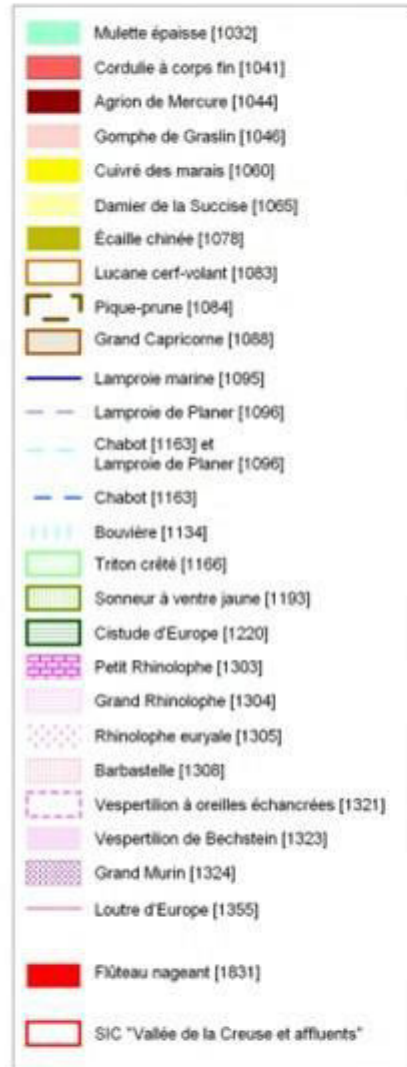 Mulette épaisse [1032]
Cordulie à corps fin [1041]
Agrion de Mercure [1044]
Gomphe de Graslin [1046]
Cuivré des marais [1060]
Damier de la Succise [1065]
Écaille chinée [1078]
Lucane cerf-volant [1083]
Pique-prune [1084]
Grand Capricorne [1088]
Lamproie marine [1095]
Lamproie de Planer [1096]
Chabot [1163] et
Lamproie de Planer [1096]
Chabot [1163]
Bouvière [1134]
Triton crêté [1166]
Sonneur à ventre jaune [1193]
Cistude d'Europe [1220]
Petit Rhinolophe [1303]
Grand Rhinolophe [1304]
Rhinolophe euryale [1305]
Barbastelle [1308]
Vespertilion à oreilles échancrées [1321]
Vespertilion de Bechstein [1323]
Grand Murin [1324]
Loutre d'Europe [1355]
Flûteau nageant [1831]
SIC "Vallée de la Creuse et affluents"